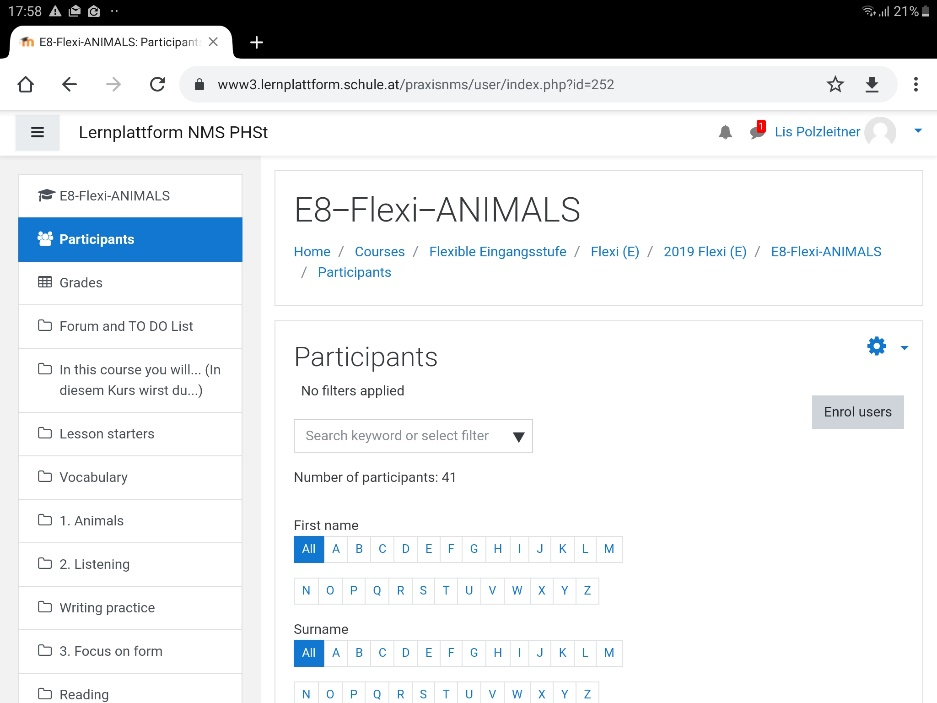 17:58
21%
E8-Flexi-ANIMALS: Participant
www3.lernplattform.schule.at/praxisnms/user/index.php?id=252
Lernplattform NMS PHSt
1
Lis Polzleitner
E8-Flexi-ANIMALS
Participants
Grades
Forum and TO DO List
In this course you will... (In
diesem Kurs wirst du...)
Lesson starters
Vocabulary
1. Animals
2. Listening
Writing practice
3. Focus on form
Reading
E8–Flexi–ANIMALS
Home / Courses / Flexible Eingangsstufe / Flexi (E) / 2019 Flexi (E) / E8-Flexi-ANIMALS
/ Participants
Participants
No filters applied
Enrol users
Search keyword or select filter
Number of participants: 41
First name
All A B C D E F G H I J K L M
N O P Q R S T U V W X Y Z
Surname
All A B C D E F G H I J K L M
N O P Q R S T U V W X Y Z